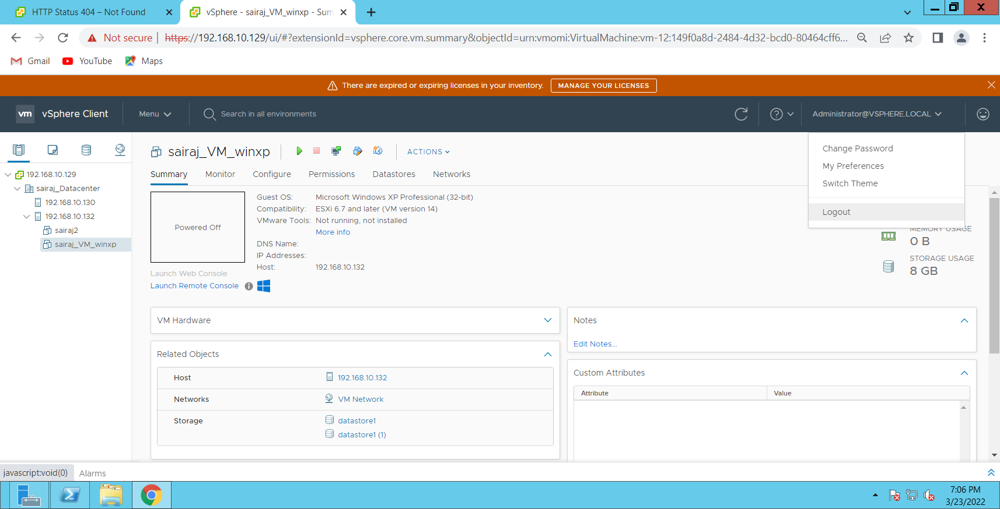 HTTP Status 404 – Not Found
vSphere - sairaj_VM_winxp - Sum
Not secure
https://192.168.10.129/ui/#?extensionId=vsphere.core.vm.summary&objectId=urn:vmomi:VirtualMachine:vm-12:149f0a8d-2484-4d32-bcd0-80464cff6...
Gmail
YouTube
Maps
There are expired or expiring licenses in your inventory.
MANAGE YOUR LICENSES
vm
vSphere Client
Menu
Search in all environments
Administrator@VSPHERE.LOCAL
Change Password
My Preferences
Switch Theme
Logout
192.168.10.129
sairaj_Datacenter
192.168.10.130
192.168.10.132
sairaj2
sairaj_VM_winxp
sairaj_VM_winxp
ACTIONS
Summary
Monitor
Configure
Permissions
Datastores
Networks
Powered Off
Guest OS: Microsoft Windows XP Professional (32-bit)
Compatibility: ESXi 6.7 and later (VM version 14)
VMware Tools: Not running, not installed
More info
DNS Name:
IP Addresses:
Host: 192.168.10.132
Launch Web Console
Launch Remote Console
MEMORY USAGE
0 B
STORAGE USAGE
8 GB
VM Hardware
Related Objects
Host 192.168.10.132
Networks VM Network
Storage datastore1
datastore1 (1)
Notes
Edit Notes...
Custom Attributes
Attribute Value
javascript:void(0)
Alarms
7:06 PM
3/23/2022